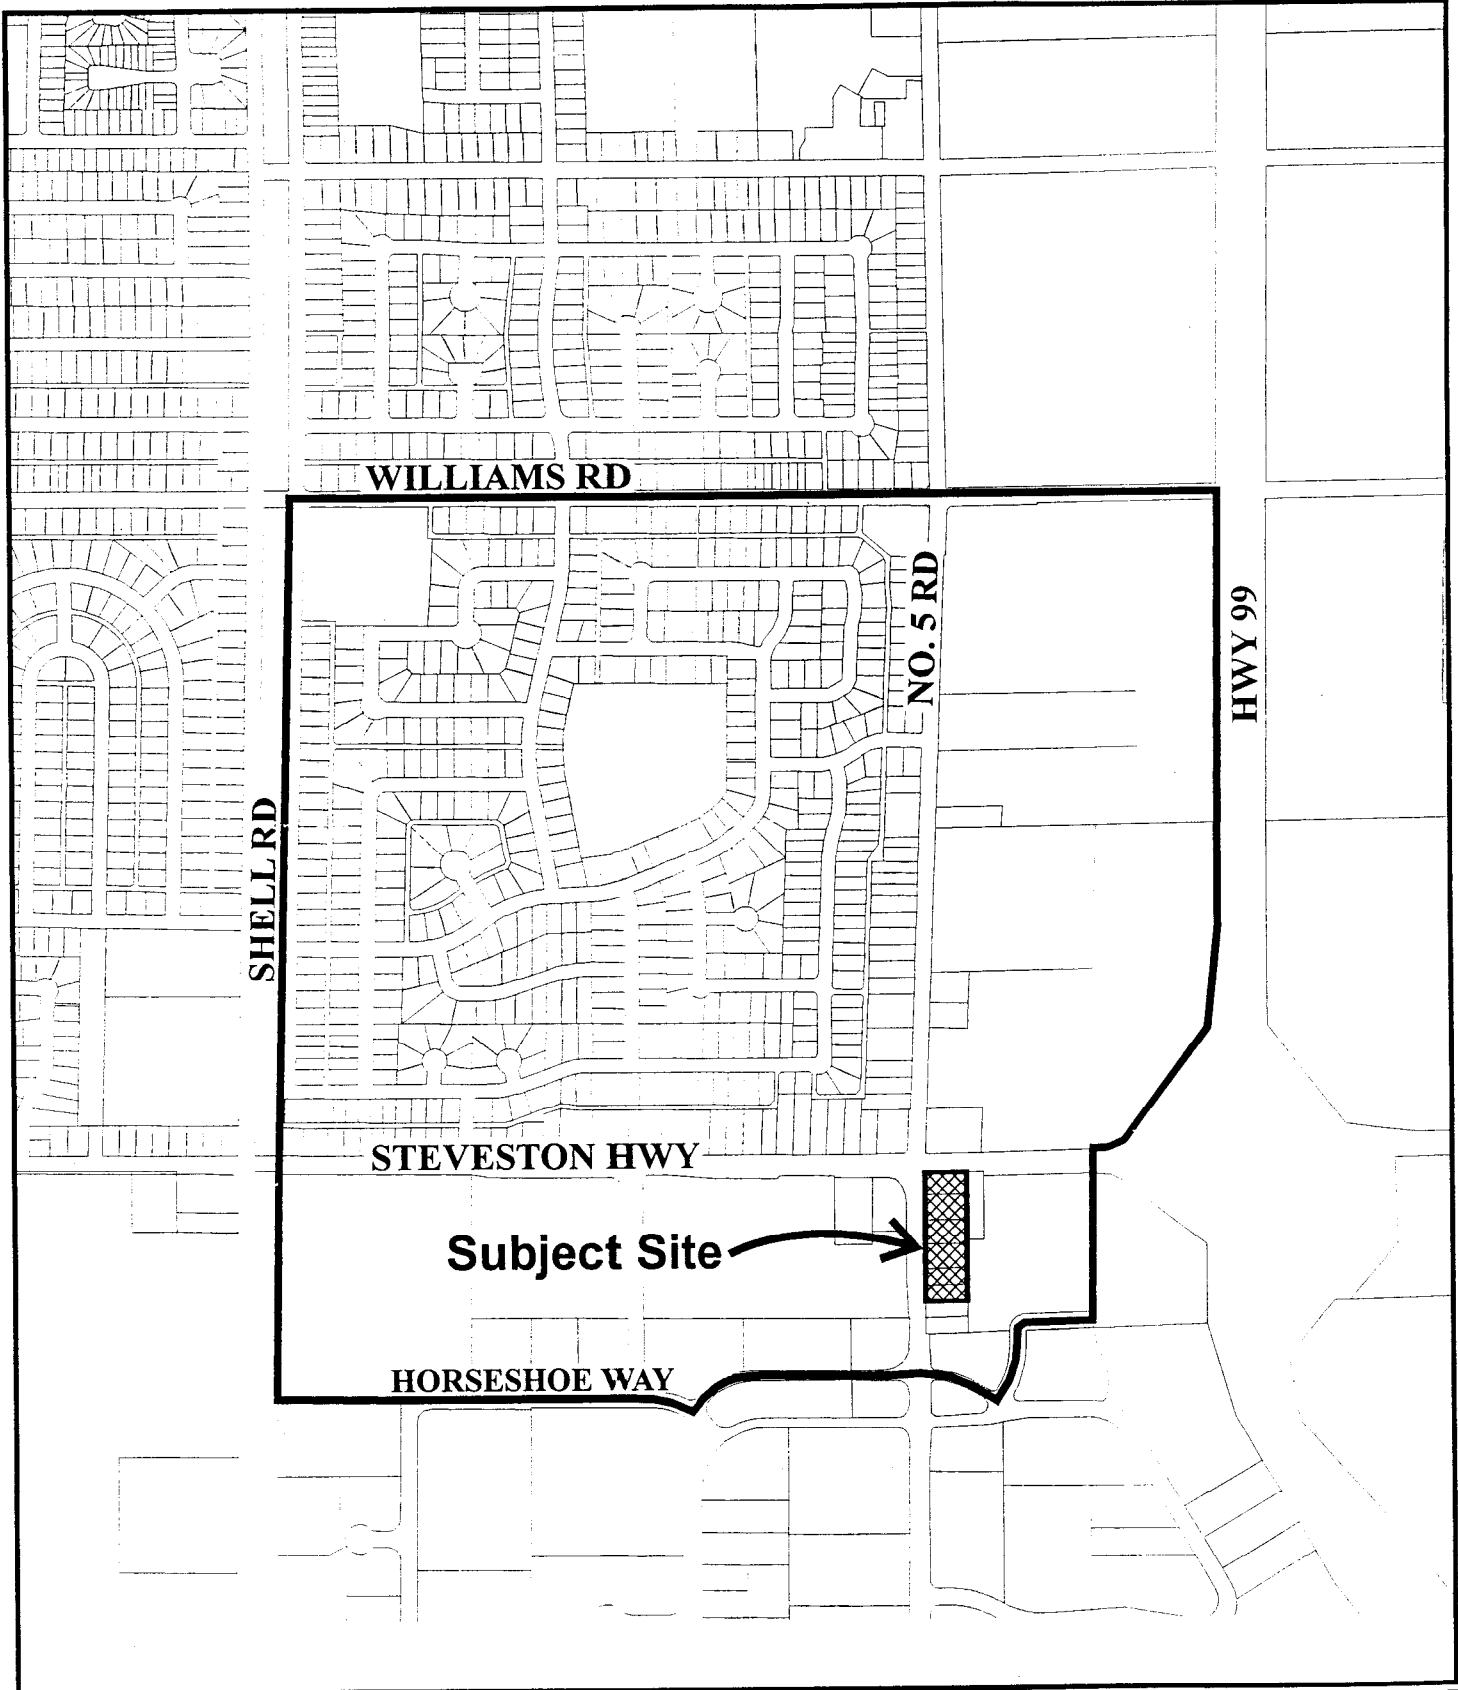 WILLIAMS RD
NO. 5 RD
HWY 99
SHELL RD
STEVESTON HWY
Subject Site
HORSESHOE WAY